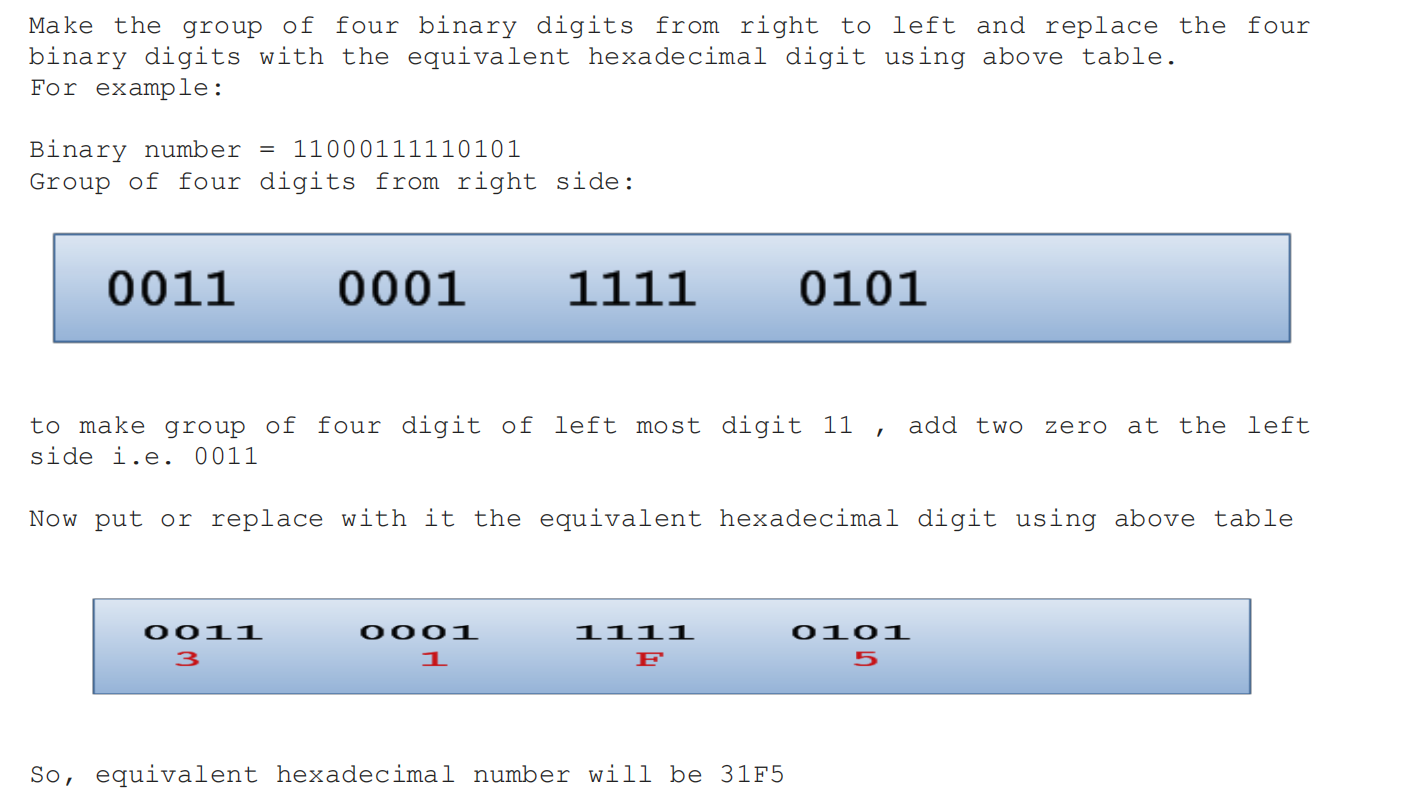 Make the group of four binary digits from right to left and replace the four
binary digits with the equivalent hexadecimal digit using above table.
For example:
Binary number = 11000111110101
Group of four digits from right side:
0011 0001 1111 0101
to make group of four digit of left most digit 11 , add two zero at the left
side i.e. 0011
Now put or replace with it the equivalent hexadecimal digit using above table
0011 0001 1111 0101
3 1 F 5
So, equivalent hexadecimal number will be 31F5